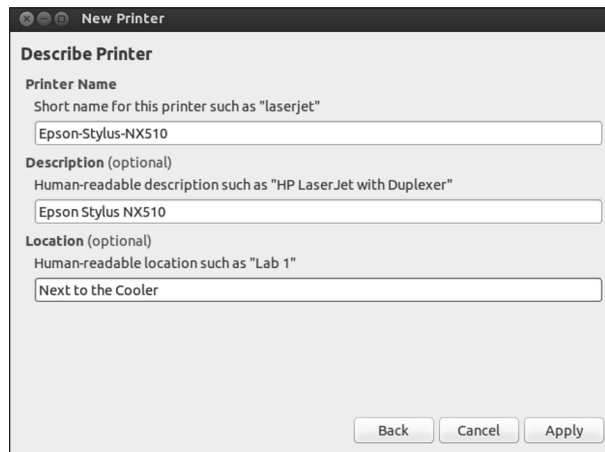 New Printer
Describe Printer
Printer Name
Short name for this printer such as "laserjet"
Epson-Stylus-NX510
Description (optional)
Human-readable description such as "HP LaserJet with Duplexer"
Epson Stylus NX510
Location (optional)
Human-readable location such as "Lab 1"
Next to the Cooler
Back Cancel Apply